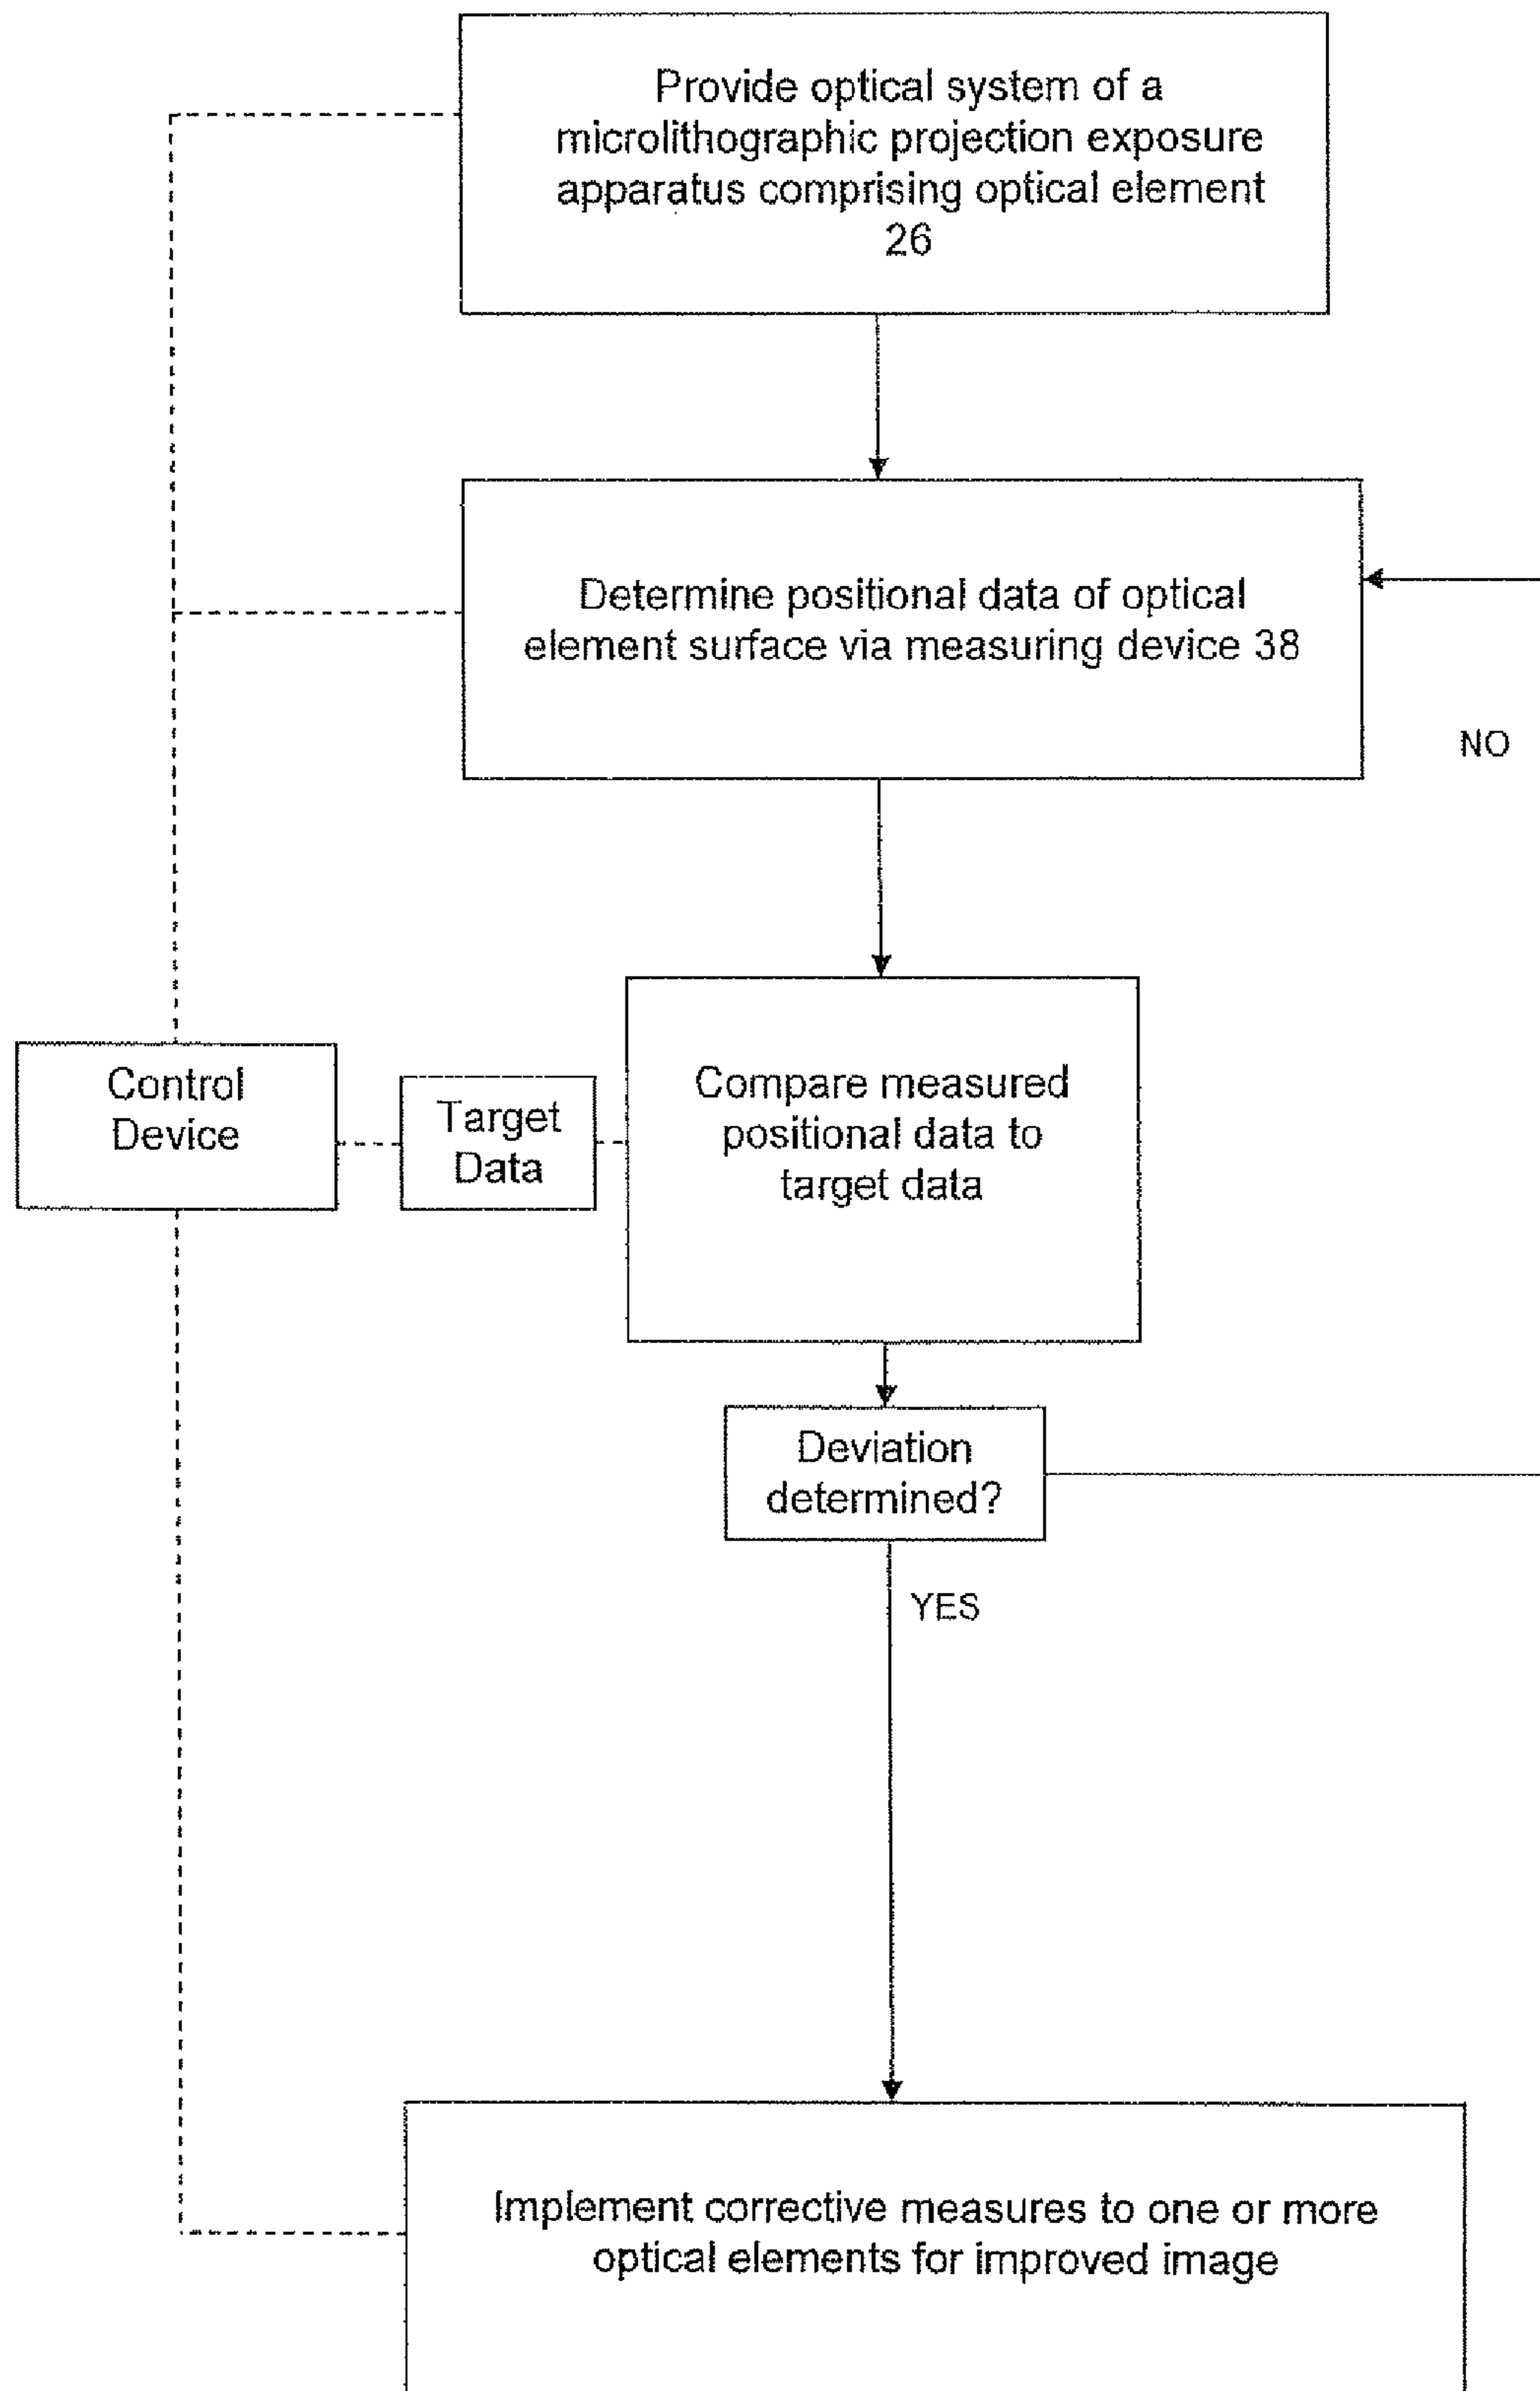 Provide optical system of a
microlithographic projection exposure
apparatus comprising optical element
26
Determine positional data of optical
element surface via measuring device 38
NO
Control
Device
Target
Data
Compare measured
positional data to
target data
Deviation
determined?
YES
Implement corrective measures to one or more
optical elements for improved image